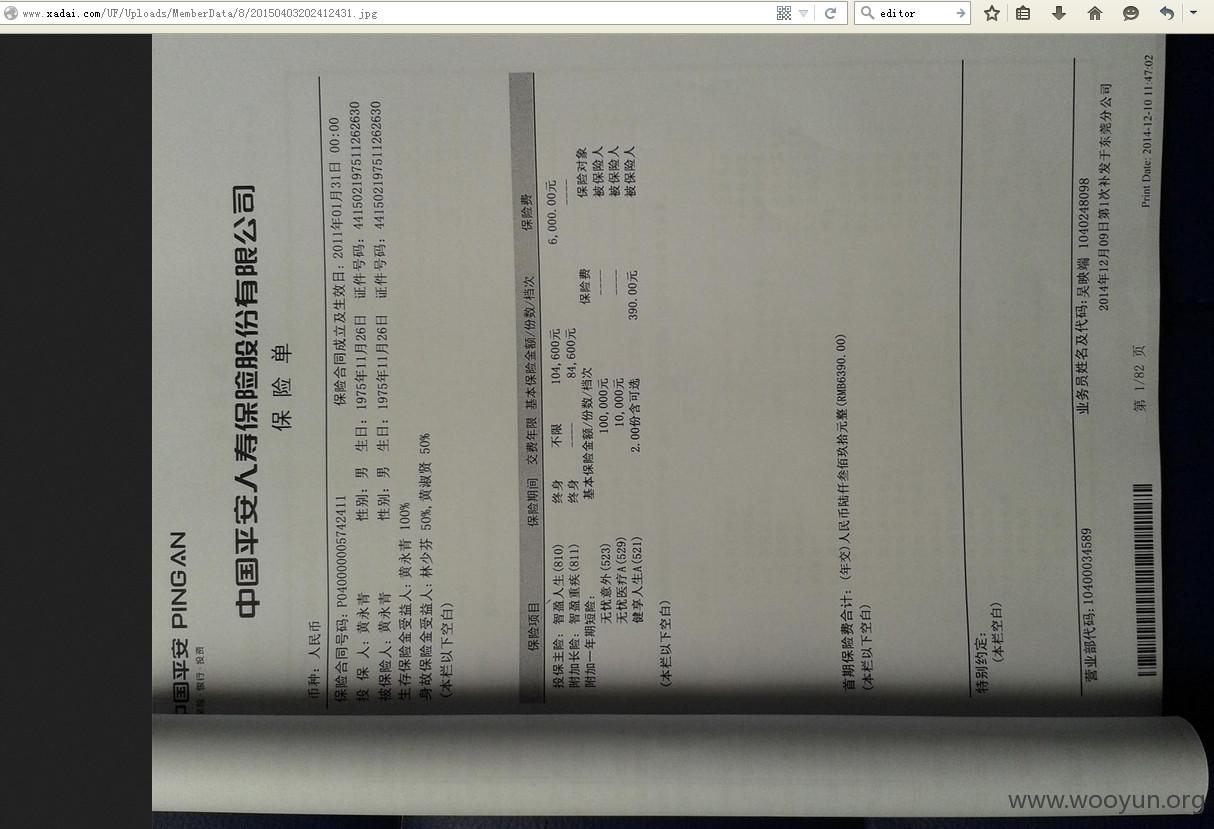 www.xadai.com/UF/Uploads/MemberData/8/20150403202412431.jpg
editor
中国平安 PING AN
保险·银行·投资
中国平安人寿保险股份有限公司
保 险 单
币种: 人民币
保险合同号码: P040000005742411 保险合同成立及生效日: 2011年01月31日 00:00
投 保 人: 黄永青 性别: 男 生日: 1975年11月26日 证件号码: 441502197511262630
被保险人: 黄永青 性别: 男 生日: 1975年11月26日 证件号码: 441502197511262630
生存保险金受益人: 黄永青 100%
身故保险金受益人: 林少芬 50%,黄淑贤 50%
(本栏以下空白)
保险项目 保险期间 交费年限 基本保险金额/份数/档次 保险费
投保主险: 智盈人生(810) 终身 不限 104,600元 6,000.00元
附加长险: 智盈重疾(811) 终身 —— 84,600元 ——
附加一年期短险: 基本保险金额/份数/档次 保险费 保险对象
无忧意外(523) 100,000元 —— 被保险人
无忧医疗A(529) 10,000元 —— 被保险人
健享人生A(521) 2.00份含可选 390.00元 被保险人
(本栏以下空白)
首期保险费合计: (年交)人民币陆仟叁佰玖拾元整(RMB6390.00)
(本栏以下空白)
特别约定:
(本栏空白)
营业部代码:10400034589 业务员姓名及代码:吴映端 1040248098
2014年12月09日第1次补发于东莞分公司
第 1/82 页
Print Date: 2014-12-10 11:47:02
www.wooyun.org